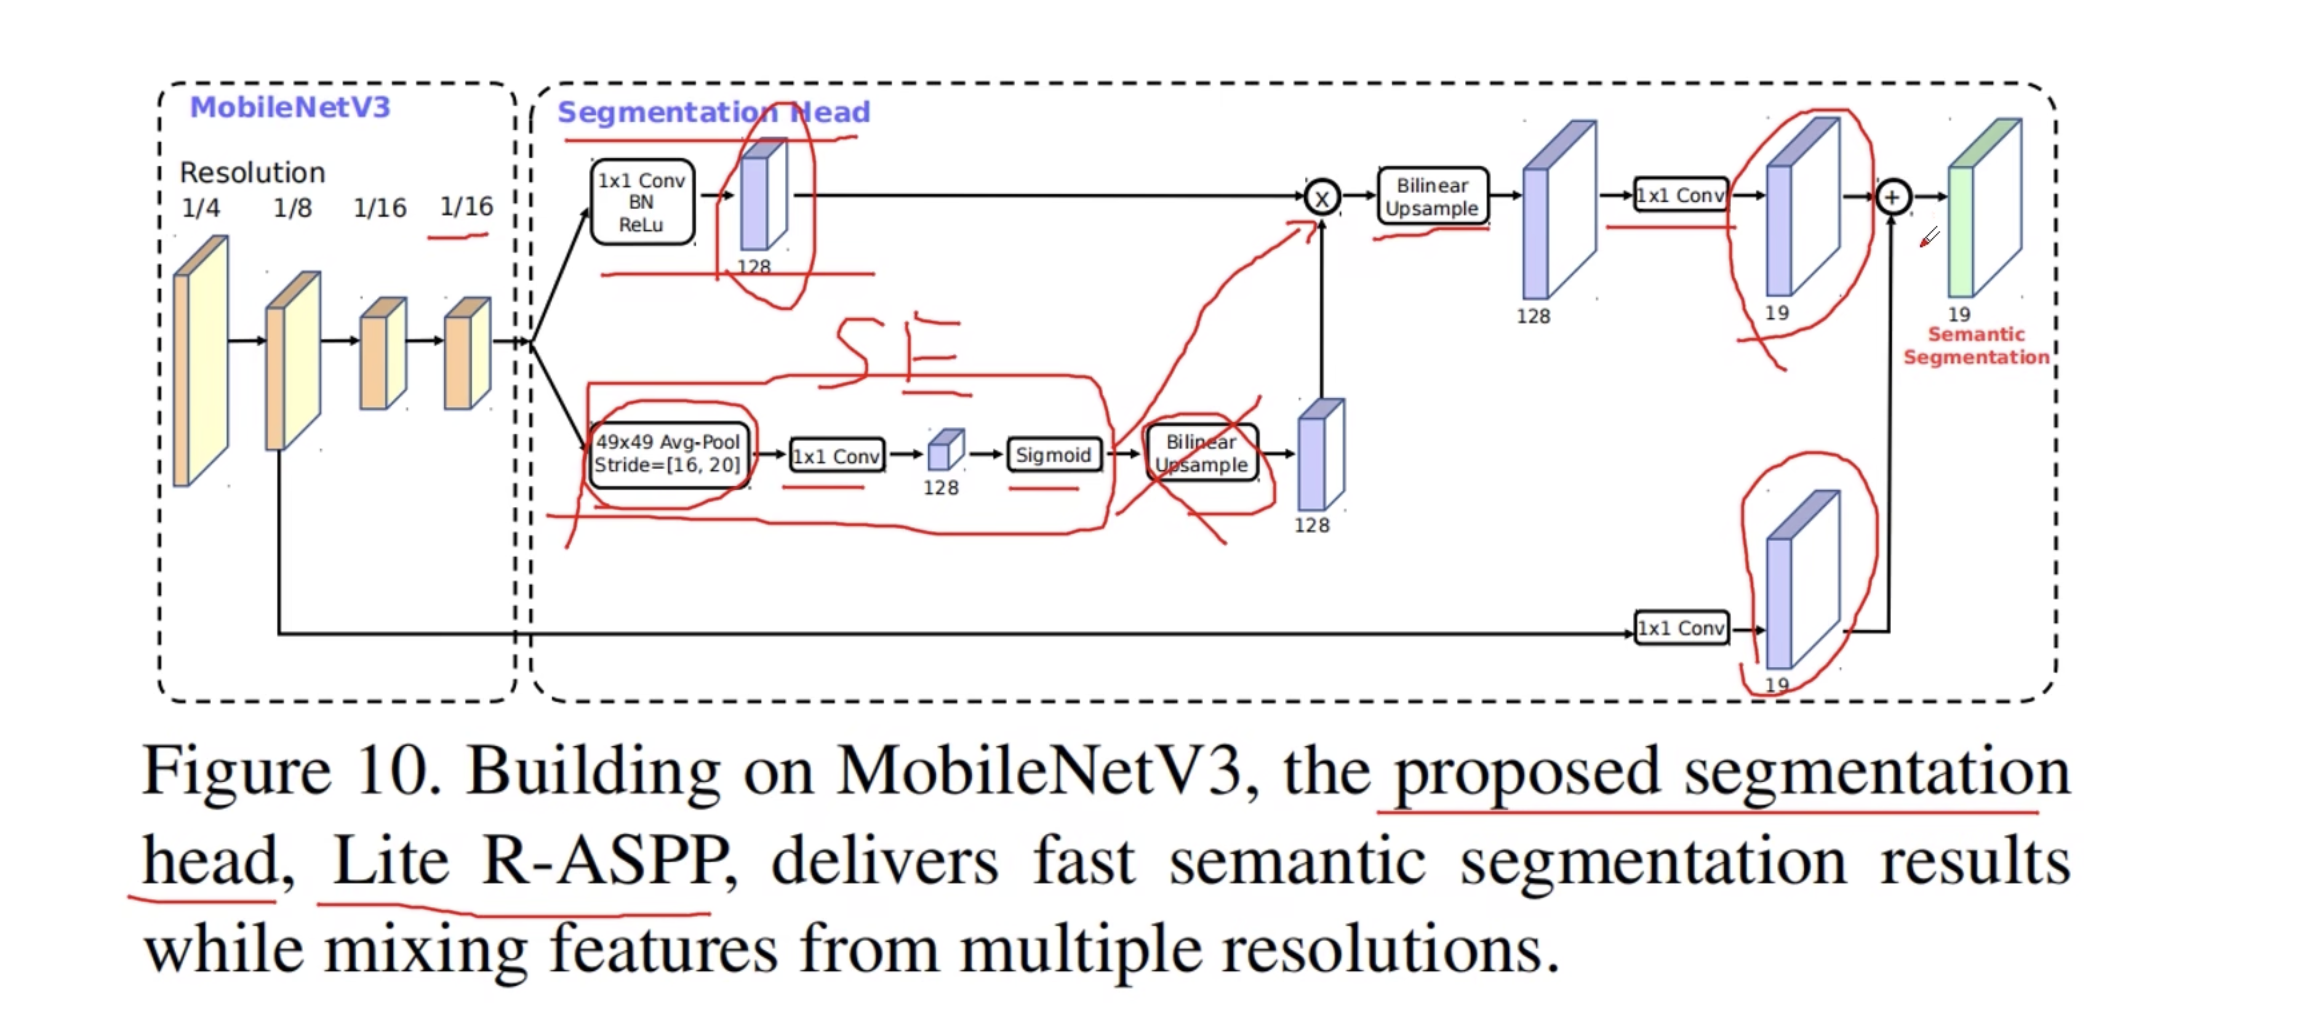 MobileNetV3
Segmentation Head
Resolution
1/4 1/8 1/16 1/16
1x1 Conv
BN
ReLu
128
x
Bilinear
Upsample
128
1x1 Conv
19
+
19
Semantic
Segmentation
SE
49x49 Avg-Pool
Stride=[16, 20]
1x1 Conv
128
Sigmoid
Bilinear
Upsample
128
1x1 Conv
19
Figure 10. Building on MobileNetV3, the proposed segmentation
head, Lite R-ASPP, delivers fast semantic segmentation results
while mixing features from multiple resolutions.